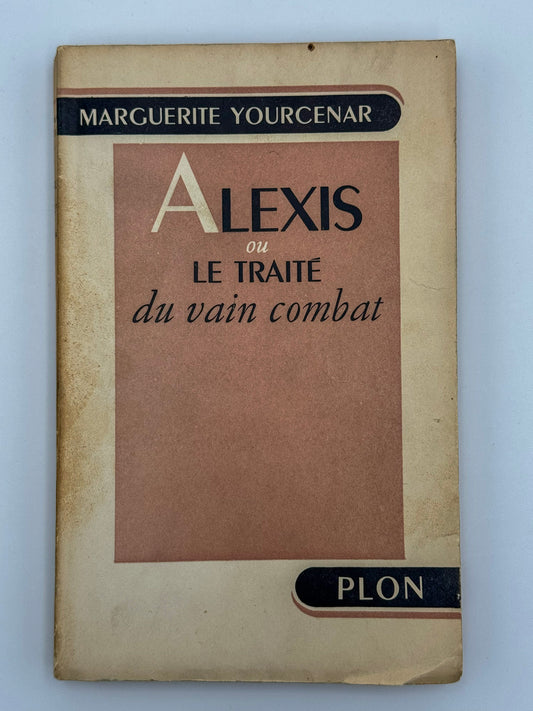 MARGUERITE YOURCENAR
ALEXIS
ou
LE TRAITÉ
du vain combat
PLON